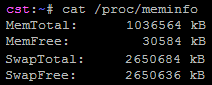 cst:~# cat /proc/meminfo
MemTotal: 1036564 kB
MemFree: 30584 kB
SwapTotal: 2650684 kB
SwapFree: 2650636 kB